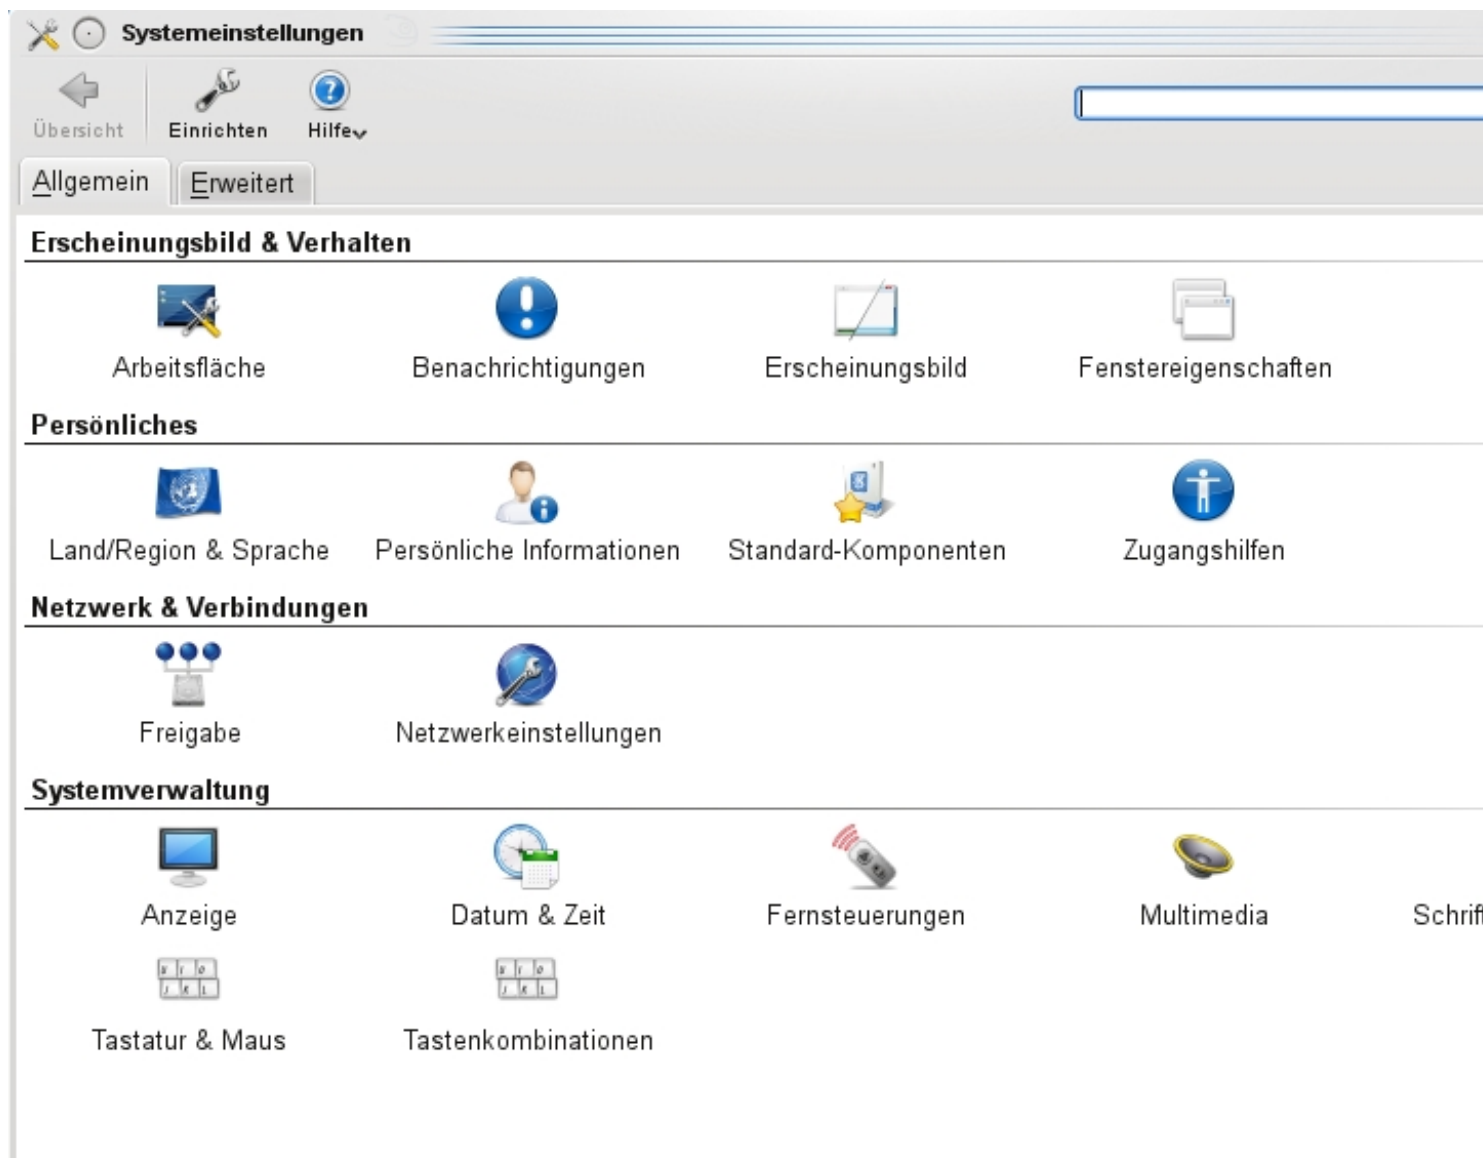 Systemeinstellungen
Übersicht Einrichten Hilfe
Allgemein Erweitert
Erscheinungsbild & Verhalten
Arbeitsfläche Benachrichtigungen Erscheinungsbild Fenstereigenschaften
Persönliches
Land/Region & Sprache Persönliche Informationen Standard-Komponenten Zugangshilfen
Netzwerk & Verbindungen
Freigabe Netzwerkeinstellungen
Systemverwaltung
Anzeige Datum & Zeit Fernsteuerungen Multimedia
Tastatur & Maus Tastenkombinationen